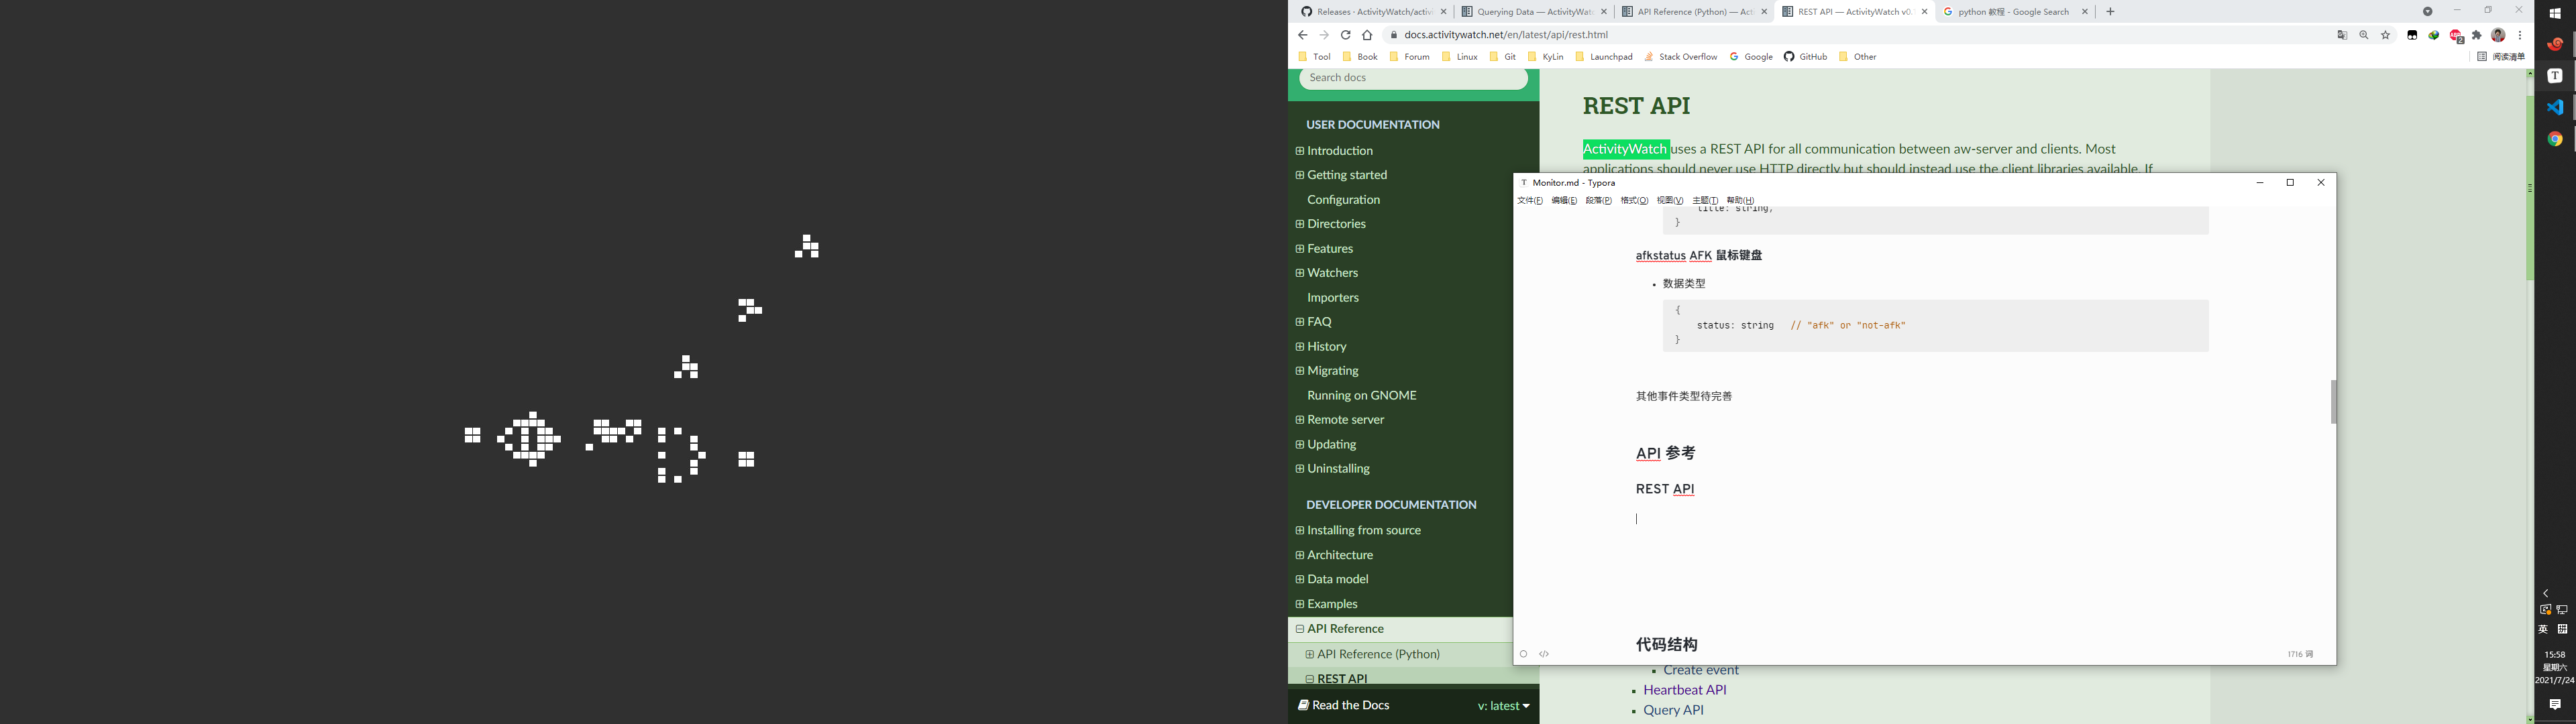 Releases · ActivityWatch/activi
Querying Data — ActivityWat
API Reference (Python) — Act
REST API — ActivityWatch v0.
python 教程 - Google Search
docs.activitywatch.net/en/latest/api/rest.html
Tool
Book
Forum
Linux
Git
KyLin
Launchpad
Stack Overflow
Google
GitHub
Other
阅读清单
Search docs
USER DOCUMENTATION
Introduction
Getting started
Configuration
Directories
Features
Watchers
Importers
FAQ
History
Migrating
Running on GNOME
Remote server
Updating
Uninstalling
DEVELOPER DOCUMENTATION
Installing from source
Architecture
Data model
Examples
API Reference
API Reference (Python)
REST API
Read the Docs
v: latest
REST API
ActivityWatch uses a REST API for all communication between aw-server and clients. Most
applications should never use HTTP directly but should instead use the client libraries available. If
Monitor.md - Typora
文件(F) 编辑(E) 段落(P) 格式(O) 视图(V) 主题(T) 帮助(H)
title: string,
}
afkstatus AFK 鼠标键盘
数据类型
{
status: string // "afk" or "not-afk"
}
其他事件类型待完善
API 参考
REST API
代码结构
1716 词
Create event
Heartbeat API
Query API
英
15:58
星期六
2021/7/24